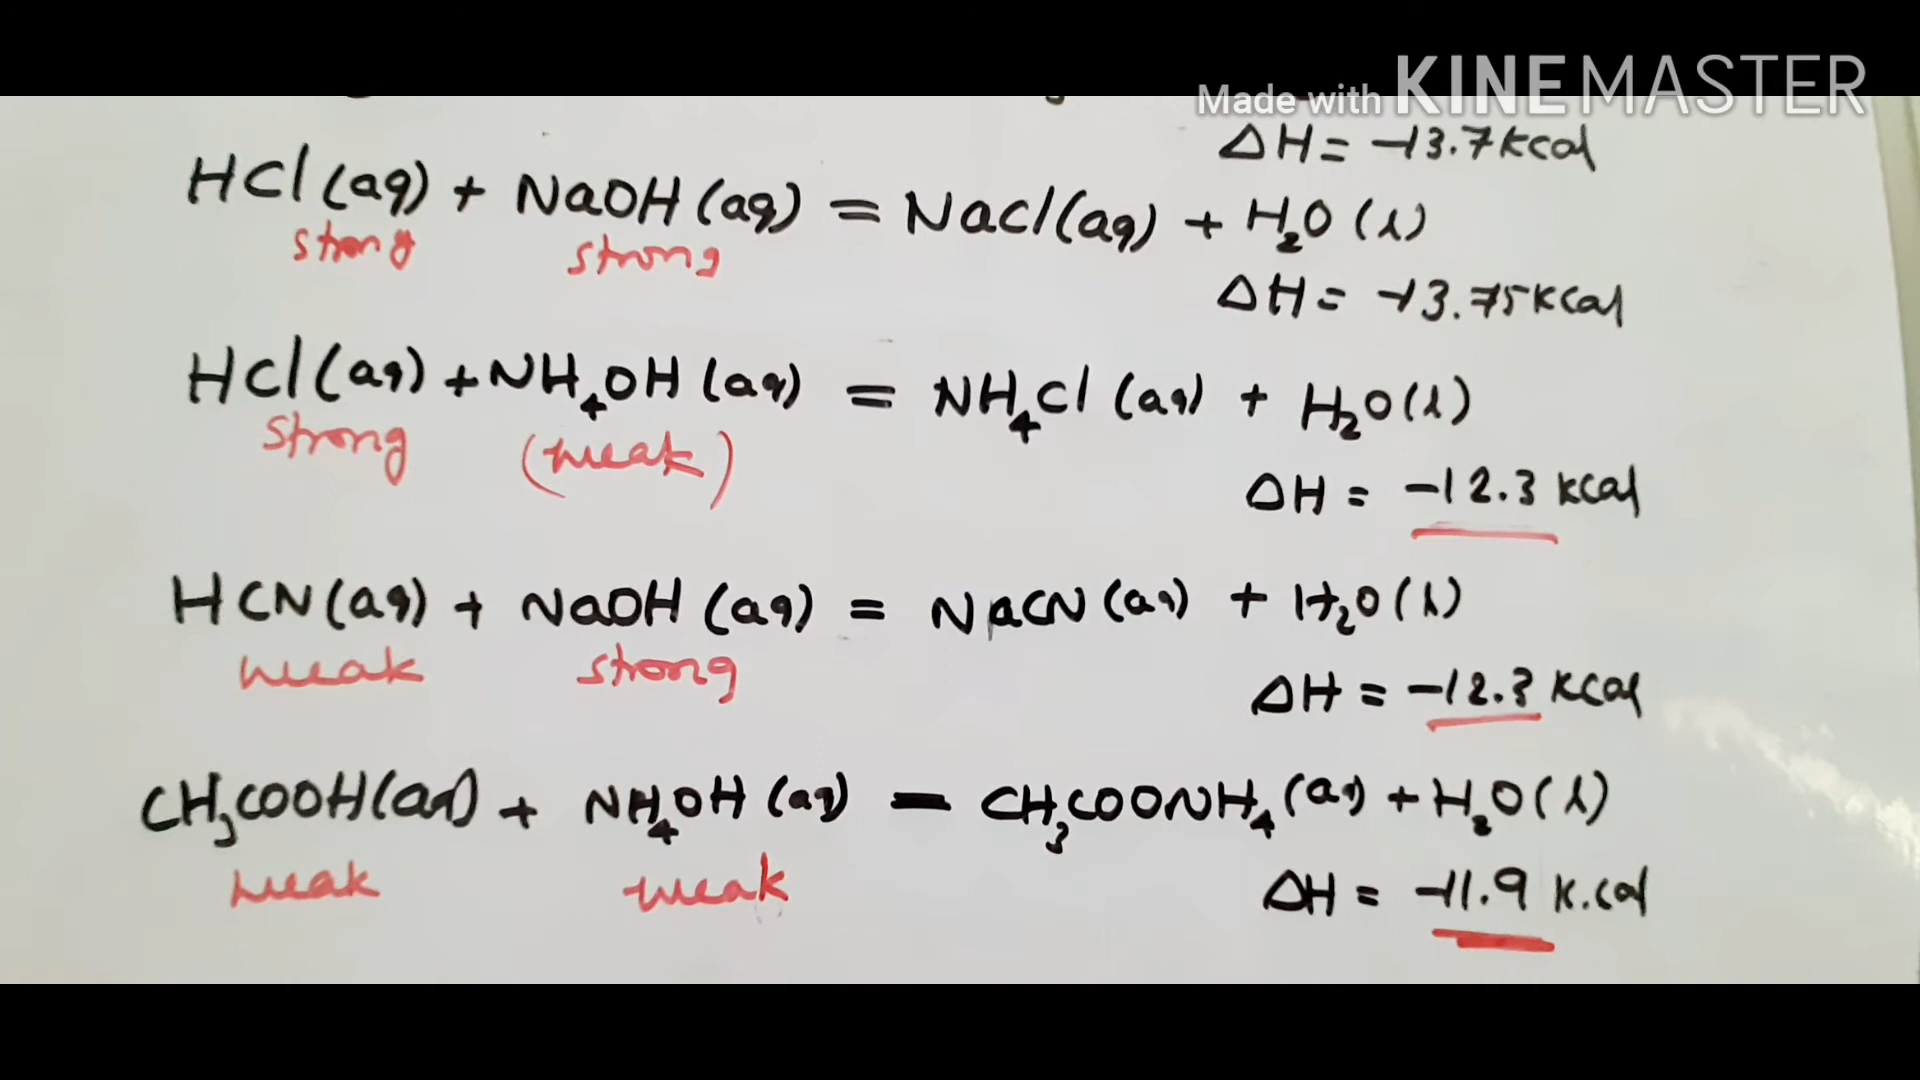 Made with KINEMASTER
ΔH = -13.7 kcal
HCl (aq) + NaOH (aq) = NaCl (aq) + H₂O (l)
strong strong
ΔH = -13.75 kcal
HCl (aq) + NH₄OH (aq) = NH₄Cl (aq) + H₂O (l)
strong (weak)
ΔH = -12.3 kcal
HCN (aq) + NaOH (aq) = NaCN (aq) + H₂O (l)
weak strong
ΔH = -12.3 kcal
CH₃COOH (aq) + NH₄OH (aq) — CH₃COONH₄ (aq) + H₂O (l)
weak weak
ΔH = -11.9 k.cal